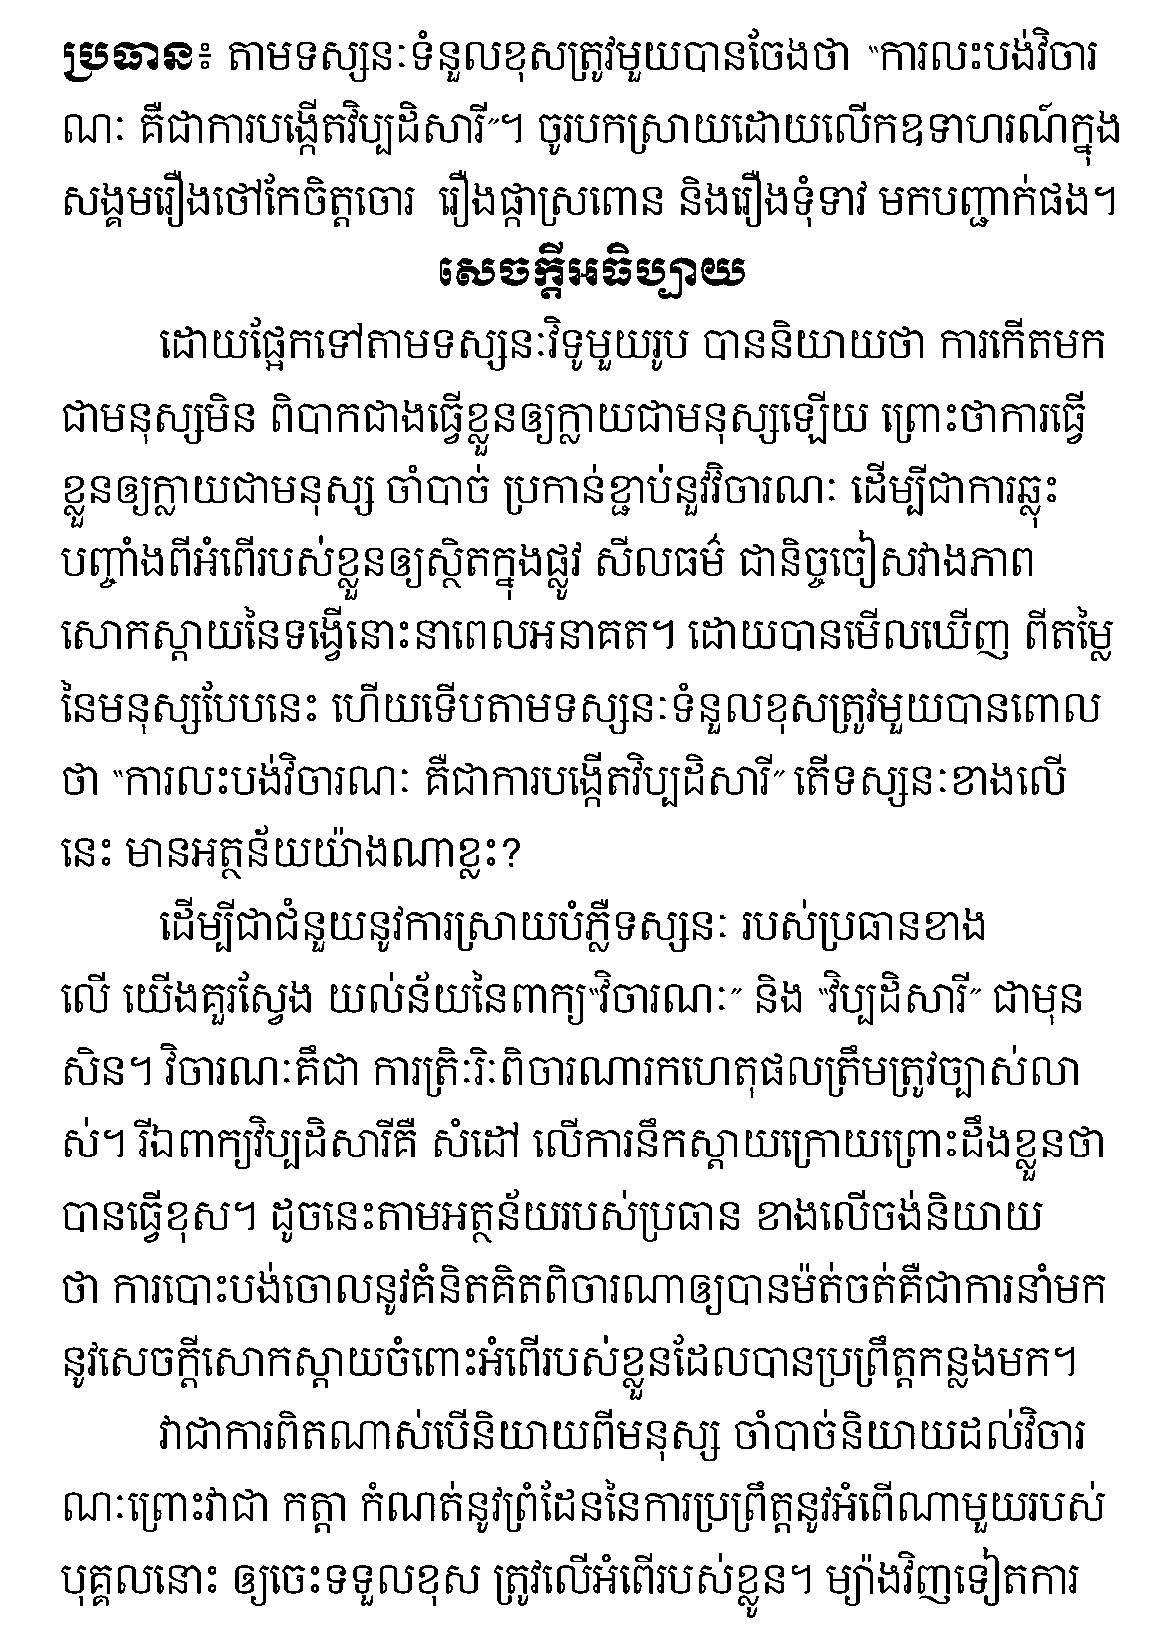 ប្រធាន៖ តាមទស្សនៈទំនួលខុសត្រូវមួយបានចែងថា “ការលះបង់វិចារ
ណៈ គឺជាការបង្កើតវិប្បដិសារី”។ ចូរបកស្រាយដោយលើកឧទាហរណ៍ក្នុង
សង្គមរឿងថៅកែចិត្តចោរ រឿងផ្កាស្រពោន និងរឿងទុំទាវ មកបញ្ជាក់ផង។
សេចក្តីអធិប្បាយ
ដោយផ្អែកទៅតាមទស្សនៈវិទូមួយរូប បាននិយាយថា ការកើតមក
ជាមនុស្សមិន ពិបាកជាងធ្វើខ្លួនឲ្យក្លាយជាមនុស្សឡើយ ព្រោះថាការធ្វើ
ខ្លួនឲ្យក្លាយជាមនុស្ស ចាំបាច់ ប្រកាន់ខ្ជាប់នូវវិចារណៈ ដើម្បីជាការឆ្លុះ
បញ្ចាំងពីអំពើរបស់ខ្លួនឲ្យស្ថិតក្នុងផ្លូវ សីលធម៌ ជានិច្ចចៀសវាងភាព
សោកស្តាយនៃទង្វើនោះនាពេលអនាគត។ ដោយបានមើលឃើញ ពីតម្លៃ
នៃមនុស្សបែបនេះ ហើយទើបតាមទស្សនៈទំនួលខុសត្រូវមួយបានពោល
ថា “ការលះបង់វិចារណៈ គឺជាការបង្កើតវិប្បដិសារី” តើទស្សនៈខាងលើ
នេះ មានអត្ថន័យយ៉ាងណាខ្លះ?
ដើម្បីជាជំនួយនូវការស្រាយបំភ្លឺទស្សនៈ របស់ប្រធានខាង
លើ យើងគួរស្វែង យល់ន័យនៃពាក្យ“វិចារណៈ” និង “វិប្បដិសារី” ជាមុន
សិន។ វិចារណៈគឺជា ការត្រិះរិះពិចារណារកហេតុផលត្រឹមត្រូវច្បាស់លា
ស់។ រីឯពាក្យវិប្បដិសារីគឺ សំដៅ លើការនឹកស្តាយក្រោយព្រោះដឹងខ្លួនថា
បានធ្វើខុស។ ដូចនេះតាមអត្ថន័យរបស់ប្រធាន ខាងលើចង់និយាយ
ថា ការបោះបង់ចោលនូវគំនិតគិតពិចារណាឲ្យបានម៉ត់ចត់គឺជាការនាំមក
នូវសេចក្តីសោកស្តាយចំពោះអំពើរបស់ខ្លួនដែលបានប្រព្រឹត្តកន្លងមក។
វាជាការពិតណាស់បើនិយាយពីមនុស្ស ចាំបាច់និយាយដល់វិចារ
ណៈព្រោះវាជា កត្តា កំណត់នូវព្រំដែននៃការប្រព្រឹត្តនូវអំពើណាមួយរបស់
បុគ្គលនោះ ឲ្យចេះទទួលខុស ត្រូវលើអំពើរបស់ខ្លួន។ ម្យ៉ាងវិញទៀតការ